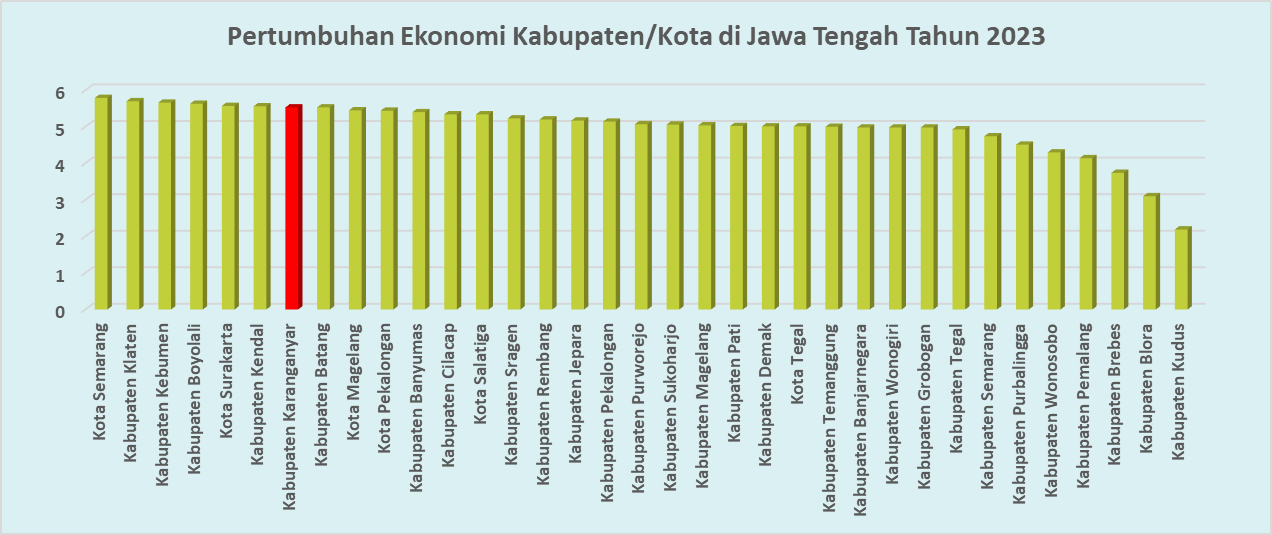 Pertumbuhan Ekonomi Kabupaten/Kota di Jawa Tengah Tahun 2023
6
5
4
3
2
1
0
Kota Semarang
Kabupaten Klaten
Kabupaten Kebumen
Kabupaten Boyolali
Kota Surakarta
Kabupaten Kendal
Kabupaten Karanganyar
Kabupaten Batang
Kota Magelang
Kota Pekalongan
Kabupaten Banyumas
Kabupaten Cilacap
Kota Salatiga
Kabupaten Sragen
Kabupaten Rembang
Kabupaten Jepara
Kabupaten Pekalongan
Kabupaten Purworejo
Kabupaten Sukoharjo
Kabupaten Magelang
Kabupaten Pati
Kabupaten Demak
Kota Tegal
Kabupaten Temanggung
Kabupaten Banjarnegara
Kabupaten Wonogiri
Kabupaten Grobogan
Kabupaten Tegal
Kabupaten Semarang
Kabupaten Purbalingga
Kabupaten Wonosobo
Kabupaten Pemalang
Kabupaten Brebes
Kabupaten Blora
Kabupaten Kudus